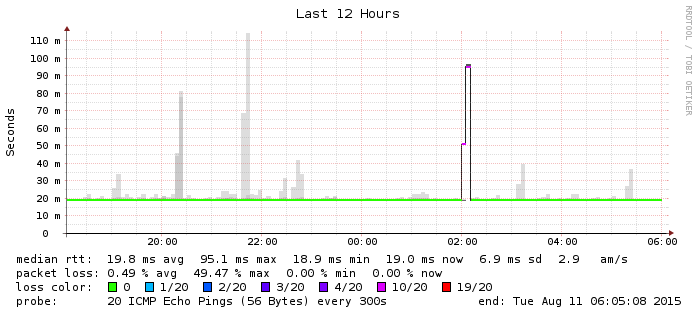 Last 12 Hours
RRDTOOL / TOBI OETIKER
Seconds
110 m
100 m
90 m
80 m
70 m
60 m
50 m
40 m
30 m
20 m
10 m
0
20:00 22:00 00:00 02:00 04:00 06:00
median rtt: 19.8 ms avg 95.1 ms max 18.9 ms min 19.0 ms now 6.9 ms sd 2.9 am/s
packet loss: 0.49 % avg 49.47 % max 0.00 % min 0.00 % now
loss color: 0 1/20 2/20 3/20 4/20 10/20 19/20
probe: 20 ICMP Echo Pings (56 Bytes) every 300s end: Tue Aug 11 06:05:08 2015